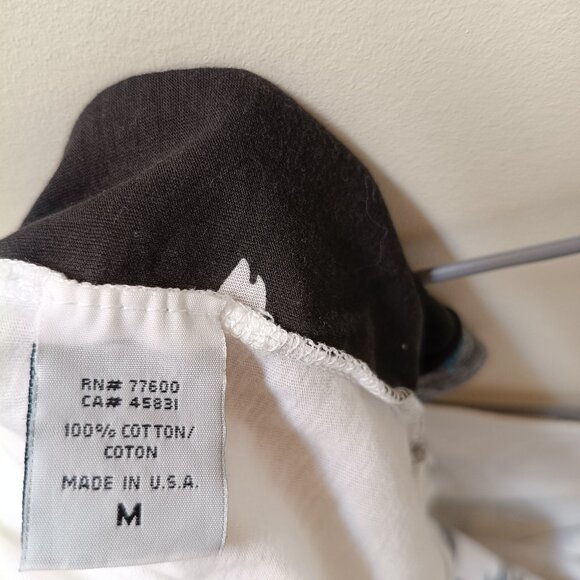 RN# 77600
CA# 45831
100% COTTON/
COTON
MADE IN U.S.A.
M